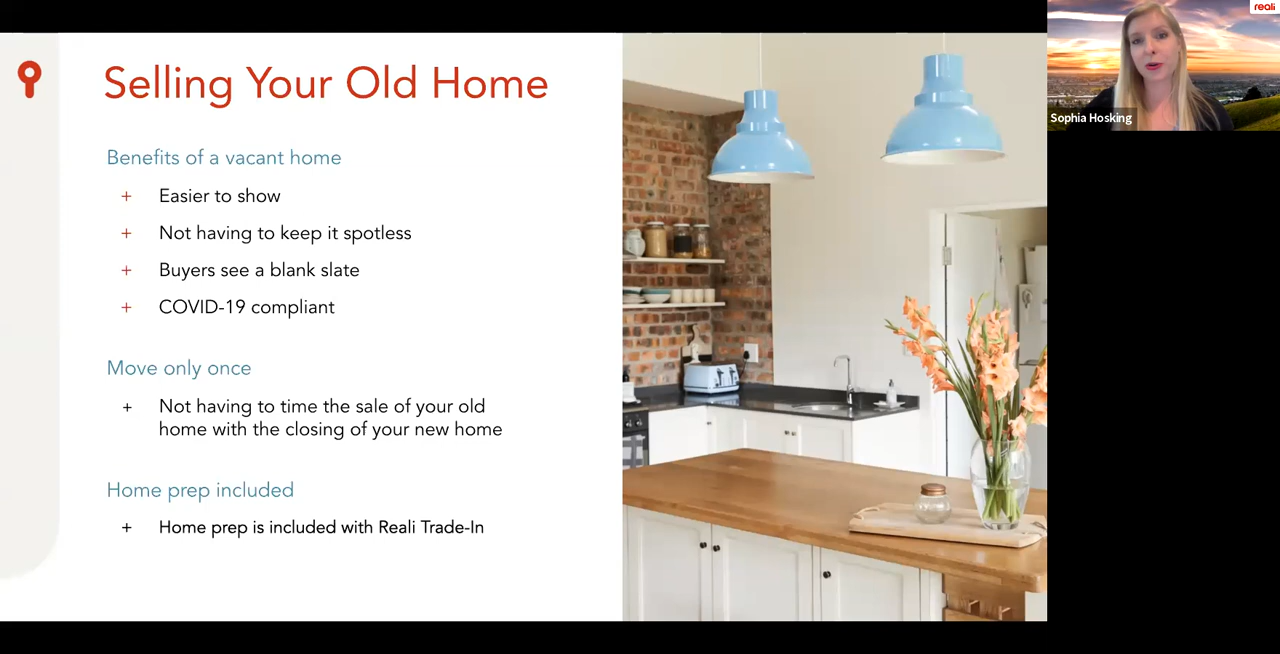 Selling Your Old Home
Benefits of a vacant home
+ Easier to show
+ Not having to keep it spotless
+ Buyers see a blank slate
+ COVID-19 compliant
Move only once
+ Not having to time the sale of your old
home with the closing of your new home
Home prep included
+ Home prep is included with Reali Trade-In
reali
Sophia Hosking